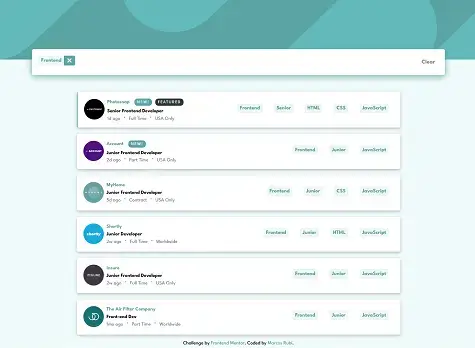 Frontend
Clear
Photosnap NEW! FEATURED
Senior Frontend Developer
1d ago • Full Time • USA Only
Frontend Senior HTML CSS JavaScript
Account NEW!
Junior Frontend Developer
2d ago • Part Time • USA Only
Frontend Junior JavaScript
MyHome
Junior Frontend Developer
5d ago • Contract • USA Only
Frontend Junior CSS JavaScript
shortly
Shortly
Junior Developer
2w ago • Full Time • Worldwide
Frontend Junior HTML JavaScript
Insure
Junior Frontend Developer
2w ago • Full Time • USA Only
Frontend Junior JavaScript
The Air Filter Company
Front-end Dev
1mo ago • Part Time • Worldwide
Frontend Junior JavaScript
Challenge by Frontend Mentor. Coded by